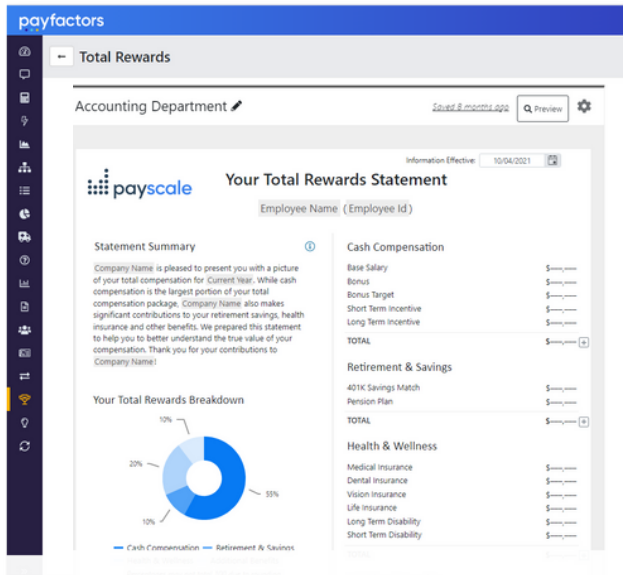 payfactors
← Total Rewards
Accounting Department
Saved 8 months ago
Preview
Information Effective: 10/04/2021
payscale
Your Total Rewards Statement
Employee Name (Employee Id)
Statement Summary
Company Name is pleased to present you with a picture
of your total compensation for Current Year. While cash
compensation is the largest portion of your total
compensation package, Company Name also makes
significant contributions to your retirement savings, health
insurance and other benefits. We prepared this statement
to help you to better understand the true value of your
compensation. Thank you for your contributions to
Company Name!
Your Total Rewards Breakdown
10%
20%
55%
10%
Cash Compensation Retirement & Savings
Cash Compensation
Base Salary $---,---
Bonus $---,---
Bonus Target $---,---
Short Term Incentive $---,---
Long Term Incentive $---,---
TOTAL $---,---
Retirement & Savings
401K Savings Match $---,---
Pension Plan $---,---
TOTAL $---,---
Health & Wellness
Medical Insurance $---,---
Dental Insurance $---,---
Vision Insurance $---,---
Life Insurance $---,---
Long Term Disability $---,---
Short Term Disability $---,---